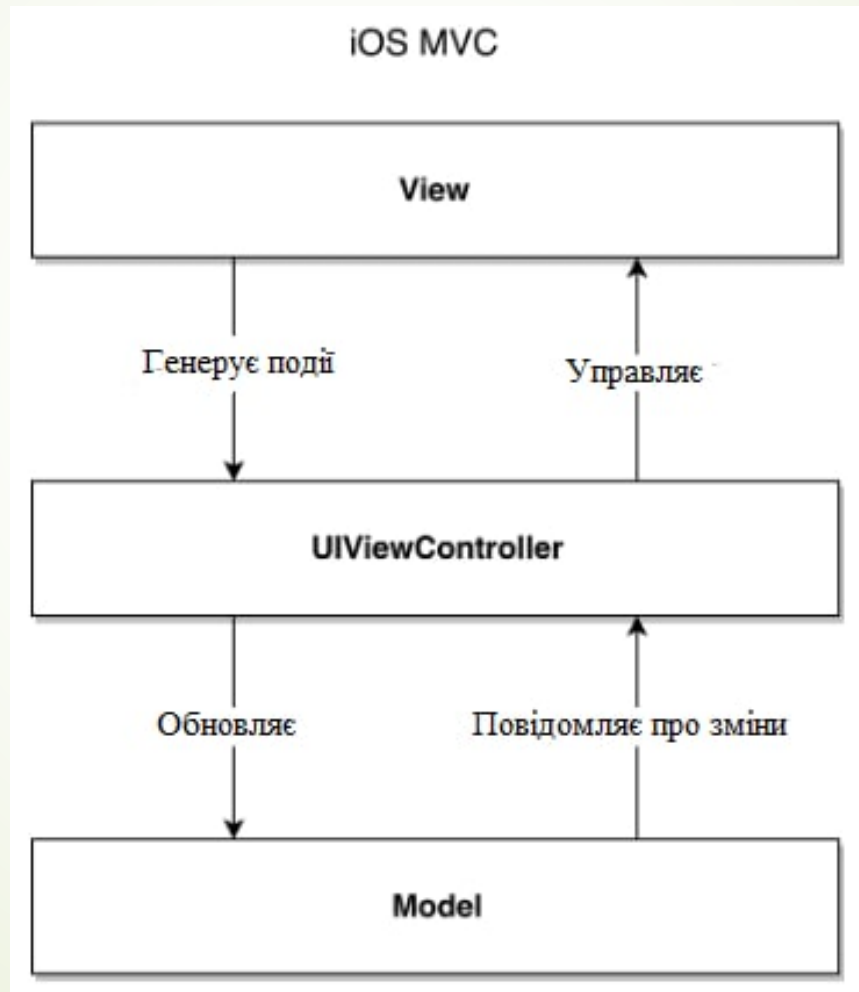 iOS MVC
View
Генерує події
Управляє
UIViewController
Обновляє
Повідомляє про зміни
Model